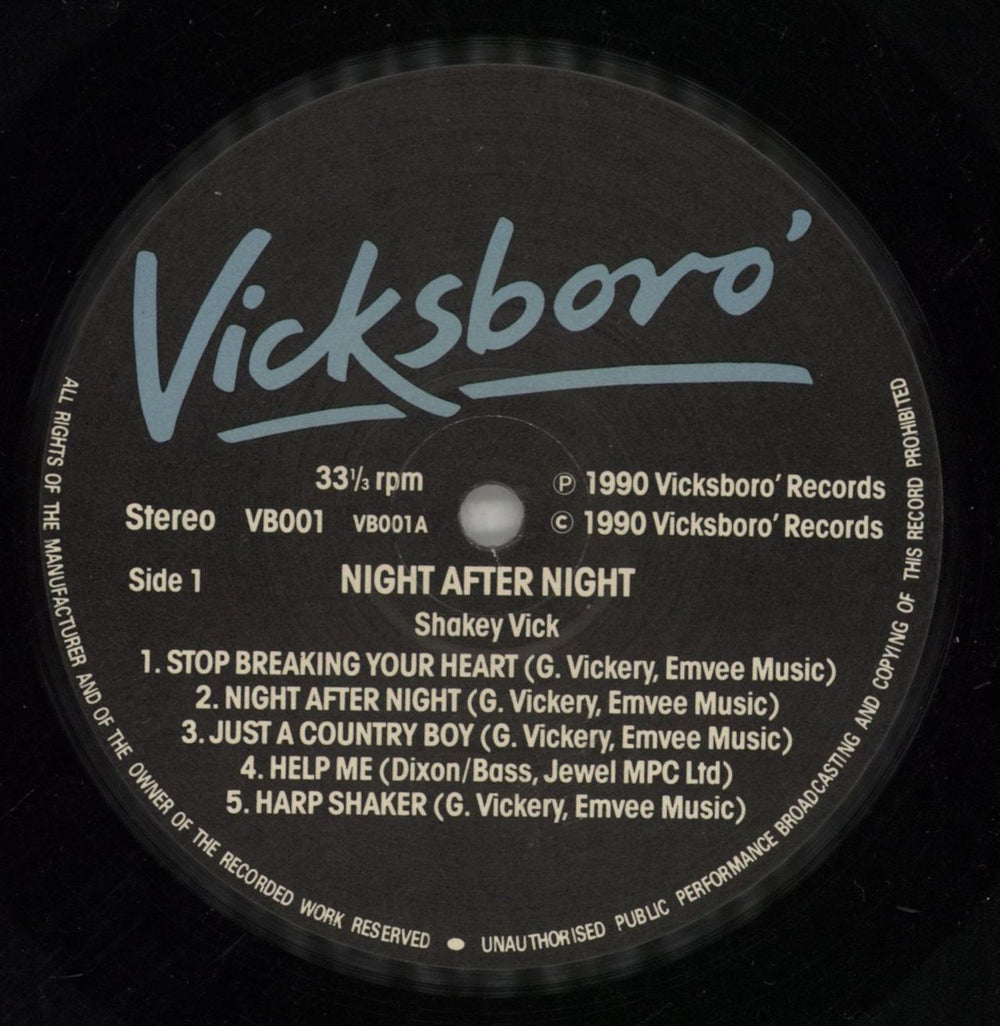 Vicksboro'
33⅓ rpm
Ⓟ 1990 Vicksboro' Records
Stereo VB001 VB001A
© 1990 Vicksboro' Records
Side 1
NIGHT AFTER NIGHT
Shakey Vick
1. STOP BREAKING YOUR HEART (G. Vickery, Emvee Music)
2. NIGHT AFTER NIGHT (G. Vickery, Emvee Music)
3. JUST A COUNTRY BOY (G. Vickery, Emvee Music)
4. HELP ME (Dixon/Bass, Jewel MPC Ltd)
5. HARP SHAKER (G. Vickery, Emvee Music)
ALL RIGHTS OF THE MANUFACTURER AND OF THE OWNER OF THE RECORDED WORK RESERVED ● UNAUTHORISED PUBLIC PERFORMANCE BROADCASTING AND COPYING OF THIS RECORD PROHIBITED